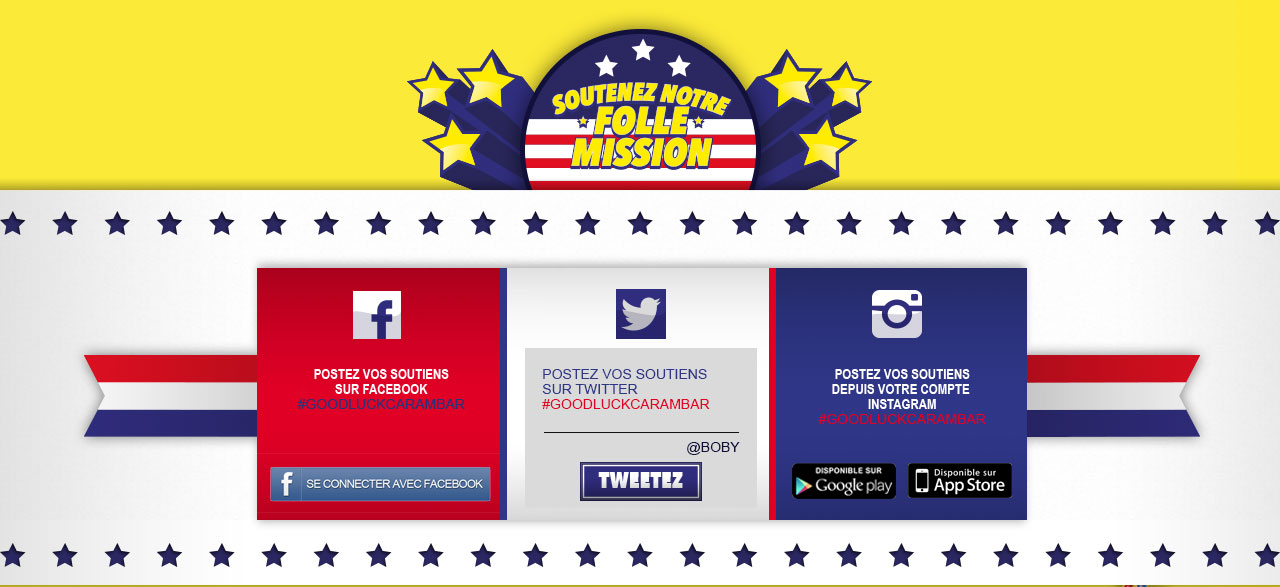 SOUTENEZ NOTRE
FOLLE
MISSION
POSTEZ VOS SOUTIENS
SUR FACEBOOK
#GOODLUCKCARAMBAR
f SE CONNECTER AVEC FACEBOOK
POSTEZ VOS SOUTIENS
SUR TWITTER
#GOODLUCKCARAMBAR
@BOBY
TWEETEZ
POSTEZ VOS SOUTIENS
DEPUIS VOTRE COMPTE
INSTAGRAM
#GOODLUCKCARAMBAR
DISPONIBLE SUR
Google play
Disponible sur
App Store